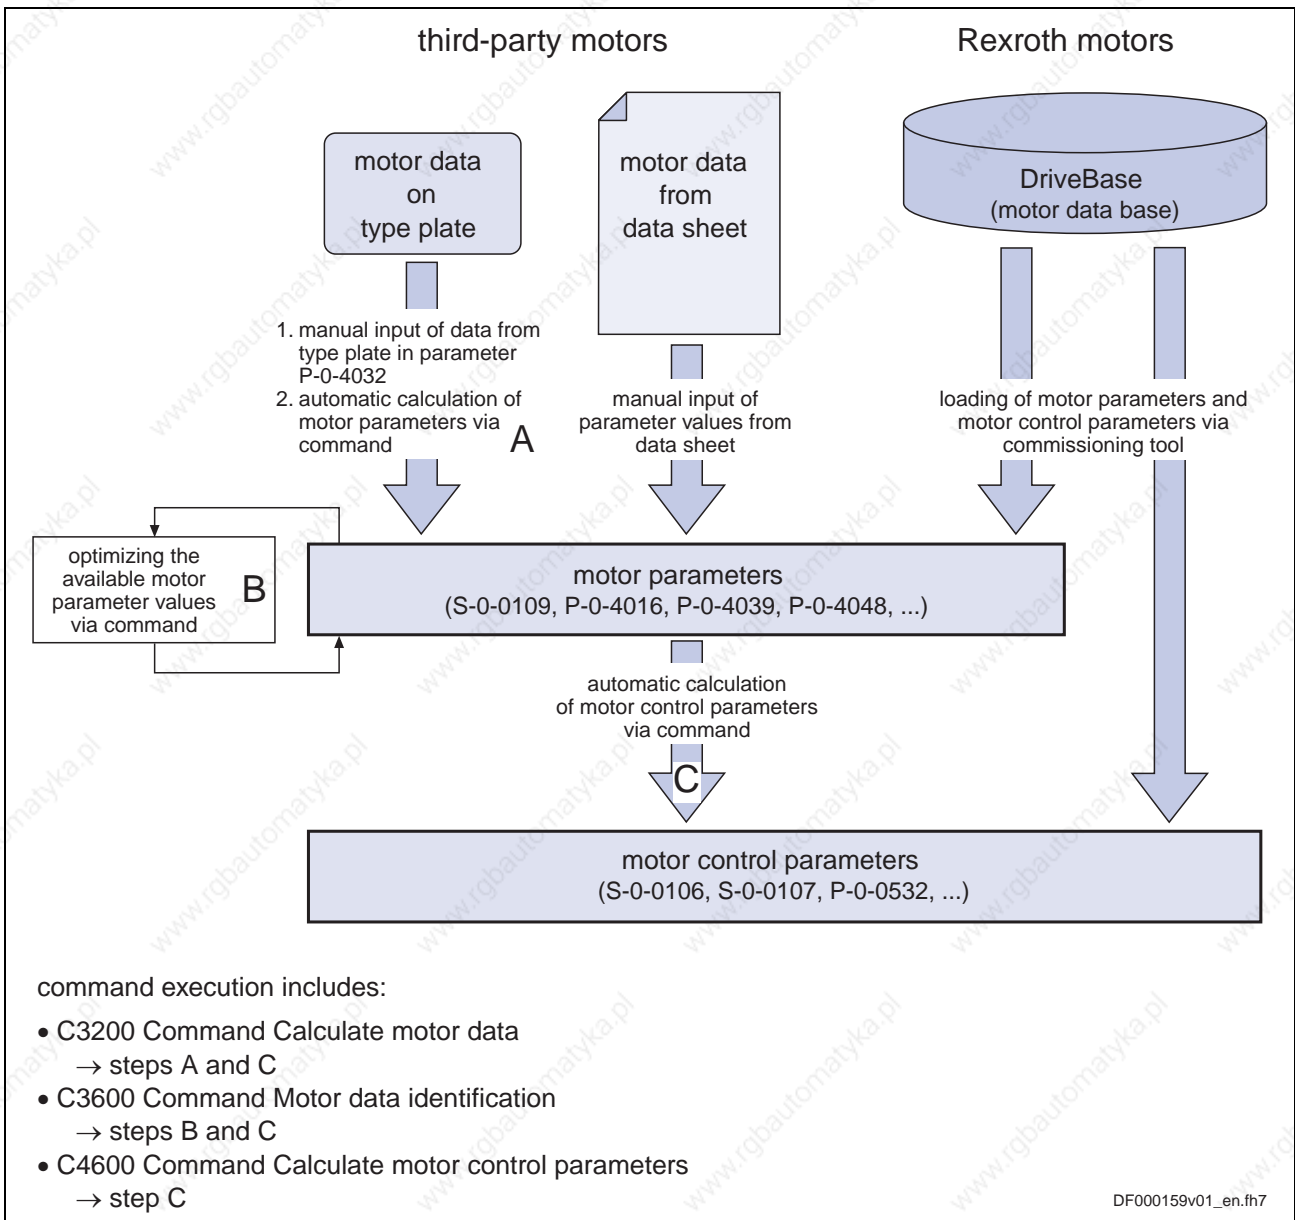 third-party motors
Rexroth motors
motor data
on
type plate
motor data
from
data sheet
DriveBase
(motor data base)
1. manual input of data from
type plate in parameter
P-0-4032
2. automatic calculation of
motor parameters via
command
A
manual input of
parameter values from
data sheet
loading of motor parameters and
motor control parameters via
commissioning tool
optimizing the
available motor
parameter values
via command
B
motor parameters
(S-0-0109, P-0-4016, P-0-4039, P-0-4048, ...)
automatic calculation
of motor control parameters
via command
C
motor control parameters
(S-0-0106, S-0-0107, P-0-0532, ...)
command execution includes:
• C3200 Command Calculate motor data
→ steps A and C
• C3600 Command Motor data identification
→ steps B and C
• C4600 Command Calculate motor control parameters
→ step C
DF000159v01_en.fh7
www.rgbautomatyka.pl